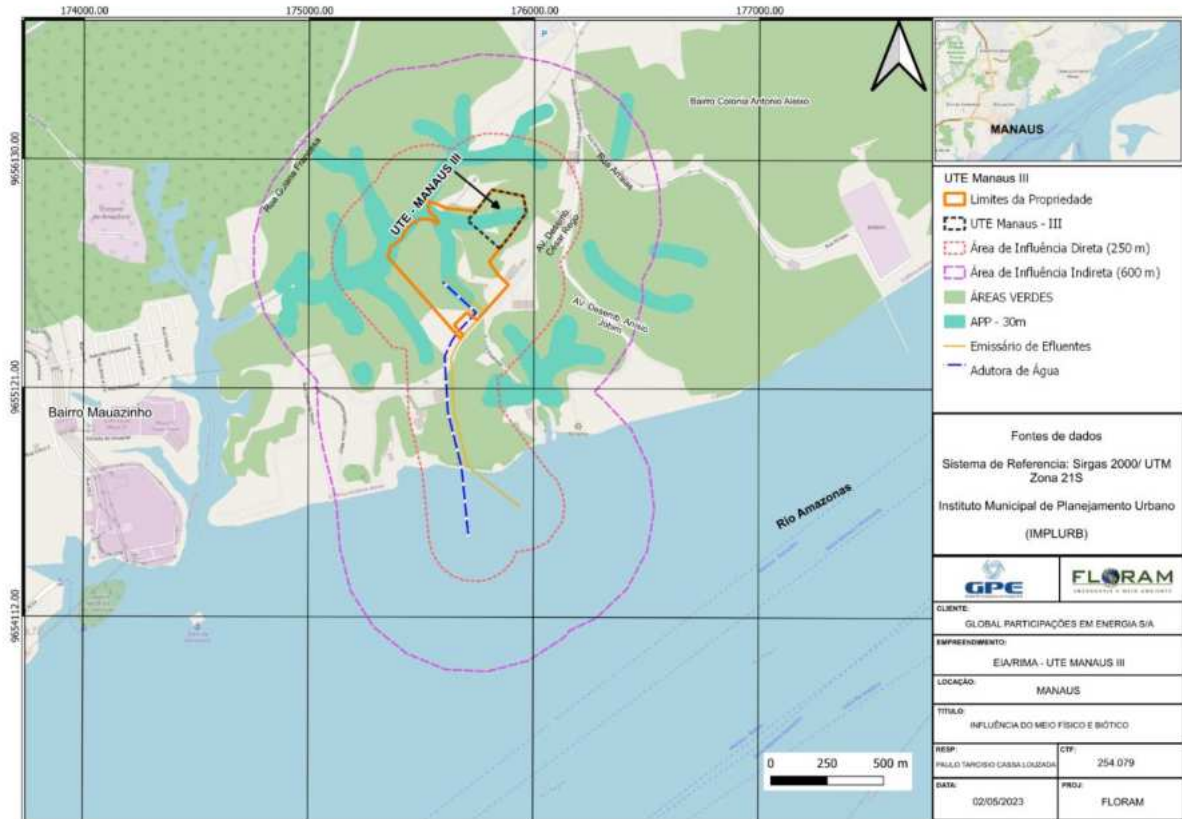 174000.00
175000.00
176000.00
177000.00
9656130.00
9655121.00
9654112.00
P
Bairro Colonia Antonio Aleixo
UTE - MANAUS III
Av. Desemb.
César Rego
AV. Desemb. Anísio
Jobim
Bairro Mauazinho
Rio Amazonas
0 250 500 m
MANAUS
UTE Manaus III
Limites da Propriedade
UTE Manaus - III
Área de Influência Direta (250 m)
Área de Influência Indireta (600 m)
ÁREAS VERDES
APP - 30m
Emissário de Efluentes
Adutora de Água
Fontes de dados
Sistema de Referencia: Sirgas 2000/ UTM
Zona 21S
Instituto Municipal de Planejamento Urbano
(IMPLURB)
GPE
FLORAM
ENGENHARIA E MEIO AMBIENTE
CLIENTE:
GLOBAL PARTICIPAÇÕES EM ENERGIA S/A
EMPREENDIMENTO:
EIA/RIMA - UTE MANAUS III
LOCAÇÃO:
MANAUS
TITULO:
INFLUÊNCIA DO MEIO FÍSICO E BIÓTICO
RESP:
PAULO TARCISIO CASSA LOUZADA
CTF:
254.079
DATA:
02/05/2023
PROJ:
FLORAM